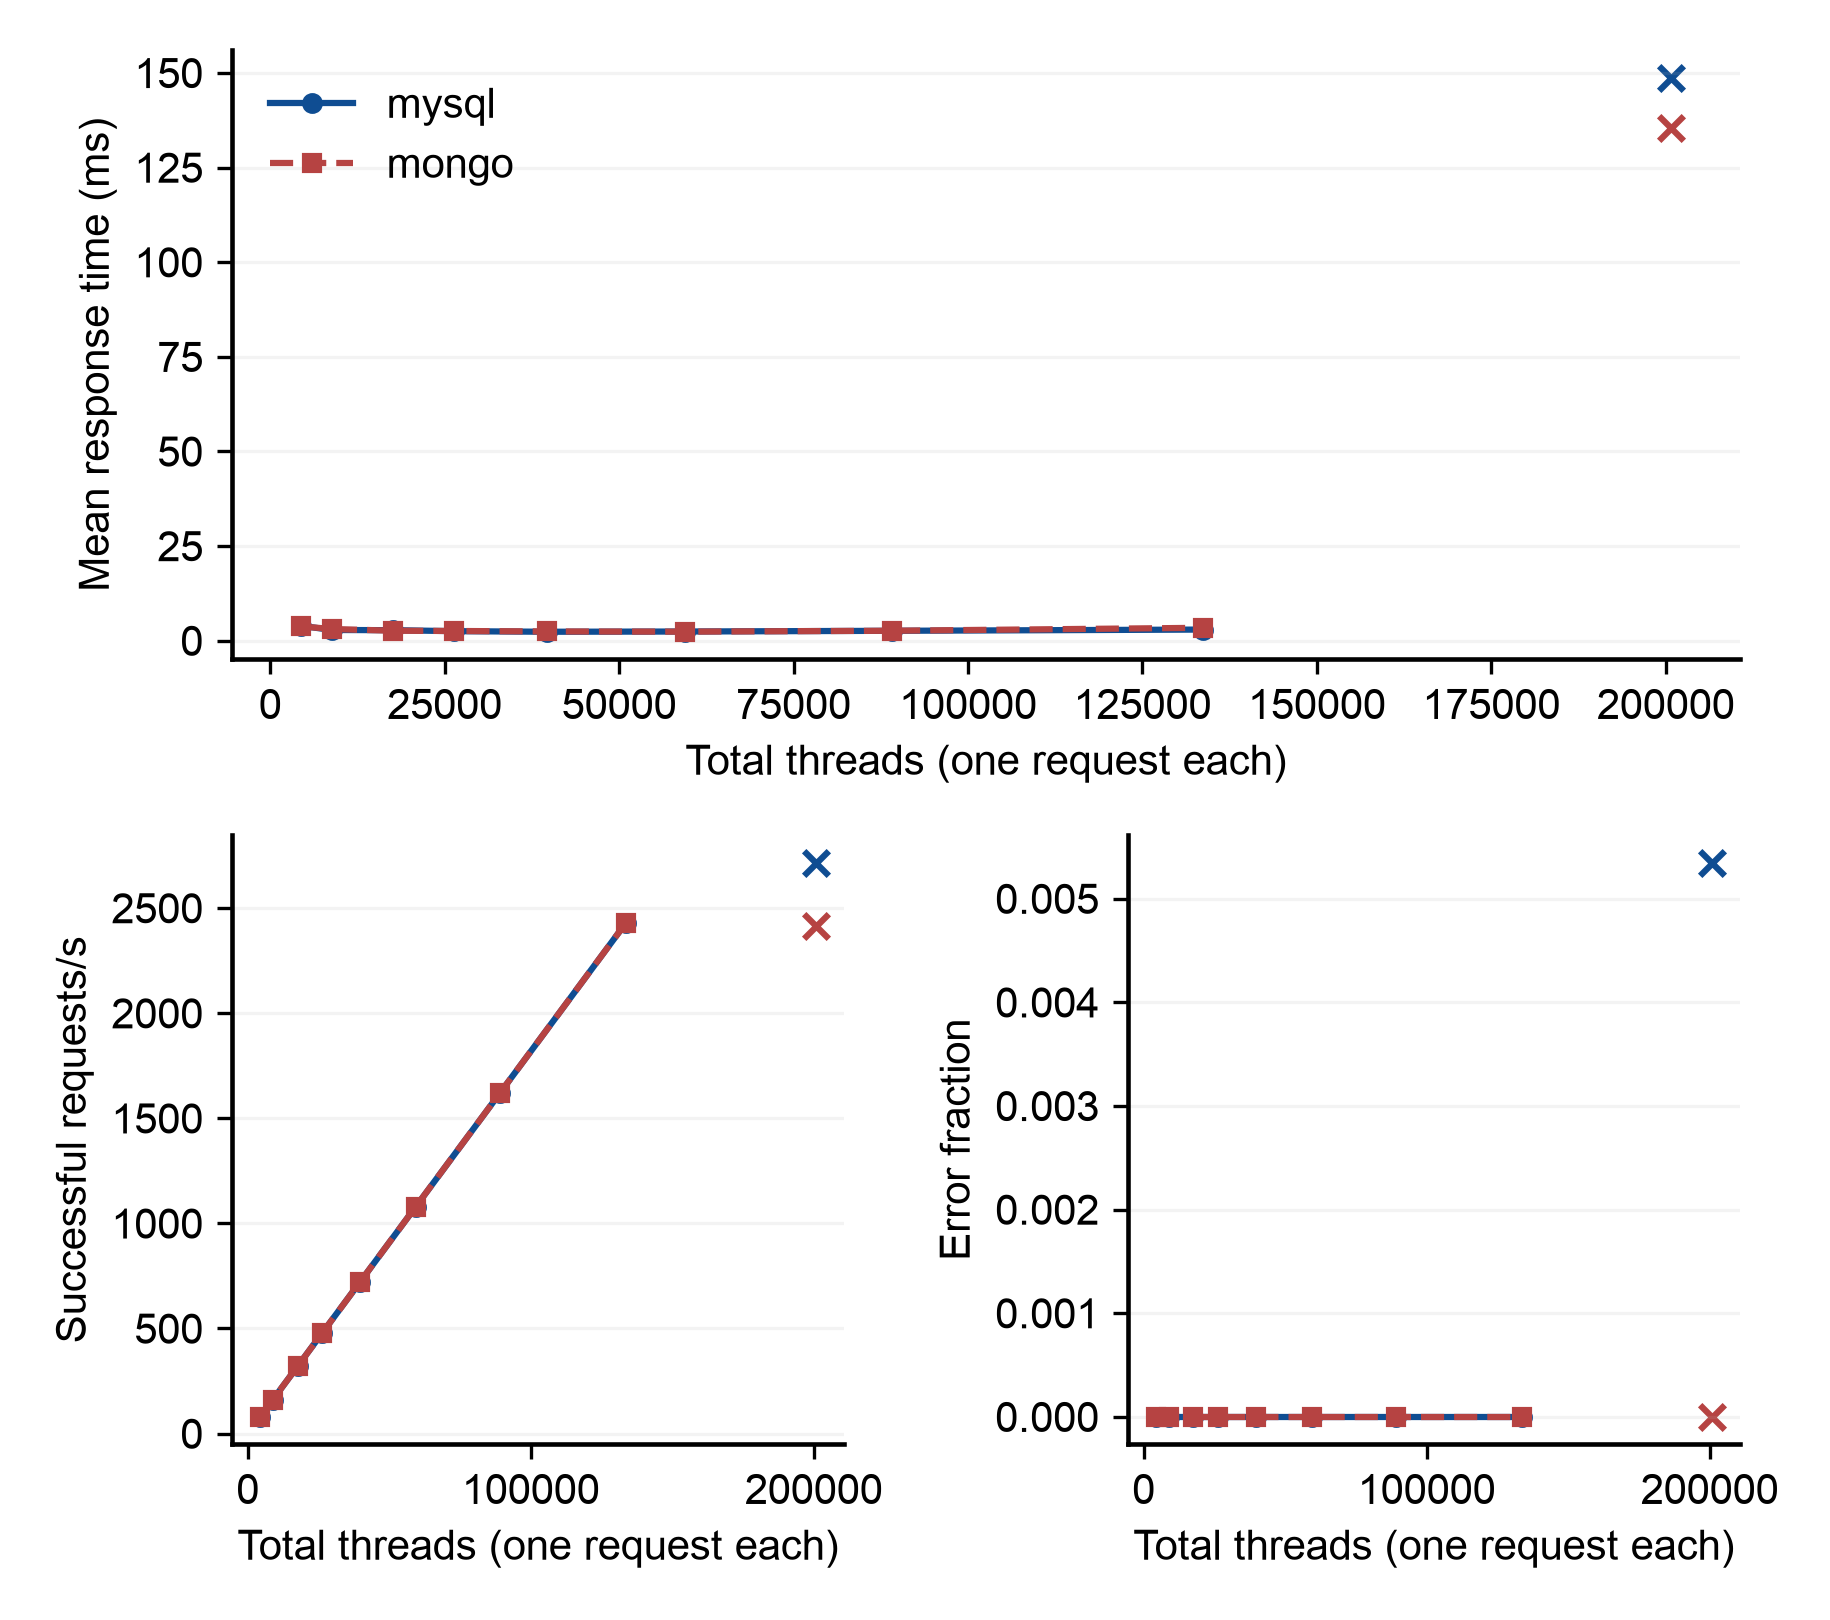 150
125
100
75
50
25
0
Mean response time (ms)
mysql
mongo
0 25000 50000 75000 100000 125000 150000 175000 200000
Total threads (one request each)
2500
2000
1500
1000
500
0
Successful requests/s
0 100000 200000
Total threads (one request each)
0.005
0.004
0.003
0.002
0.001
0.000
Error fraction
0 100000 200000
Total threads (one request each)